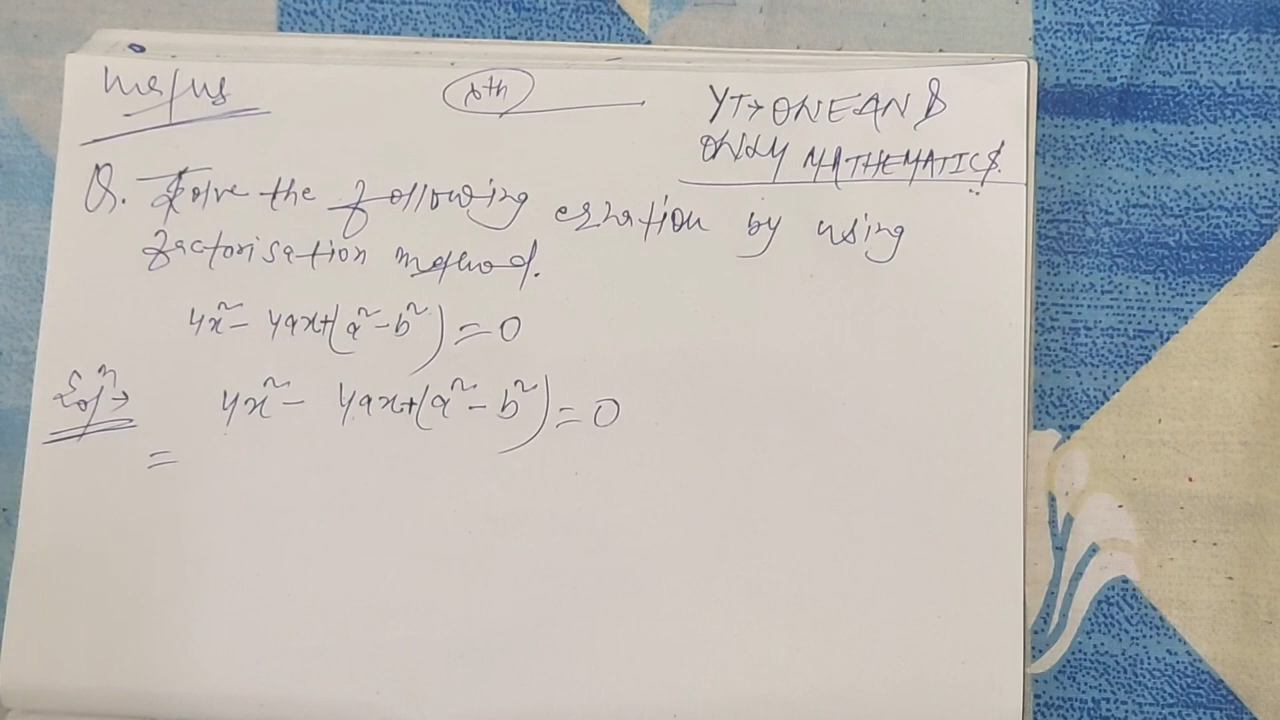 10th
YT→ ONE AND
ONLY MATHEMATICS.
Q. Solve the following equation by using
factorisation method.
4x² - 4ax+(a²-b²)=0
Solⁿ→ 4x² - 4ax+(a²-b²)=0
=